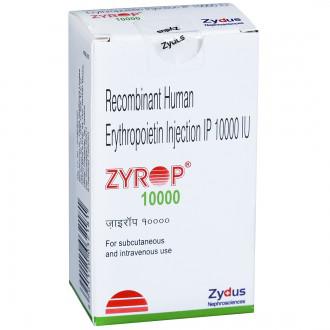 Zydus
Zydus
Recombinant Human
Erythropoietin Injection IP 10000 IU
ZYROP®
10000
ज़ाइरॉप १००००
For subcutaneous
and intravenous use
Zydus
Nephrosciences